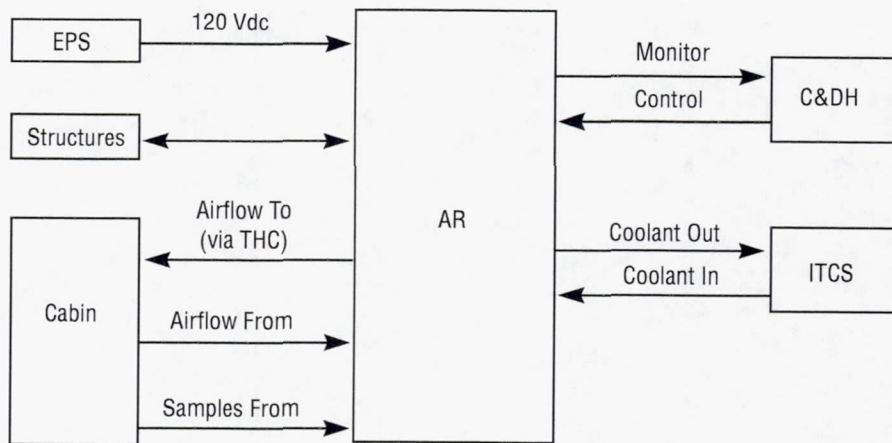 EPS
120 Vdc
Structures
Airflow To
(via THC)
Cabin
Airflow From
Samples From
AR
Monitor
Control
C&DH
Coolant Out
Coolant In
ITCS